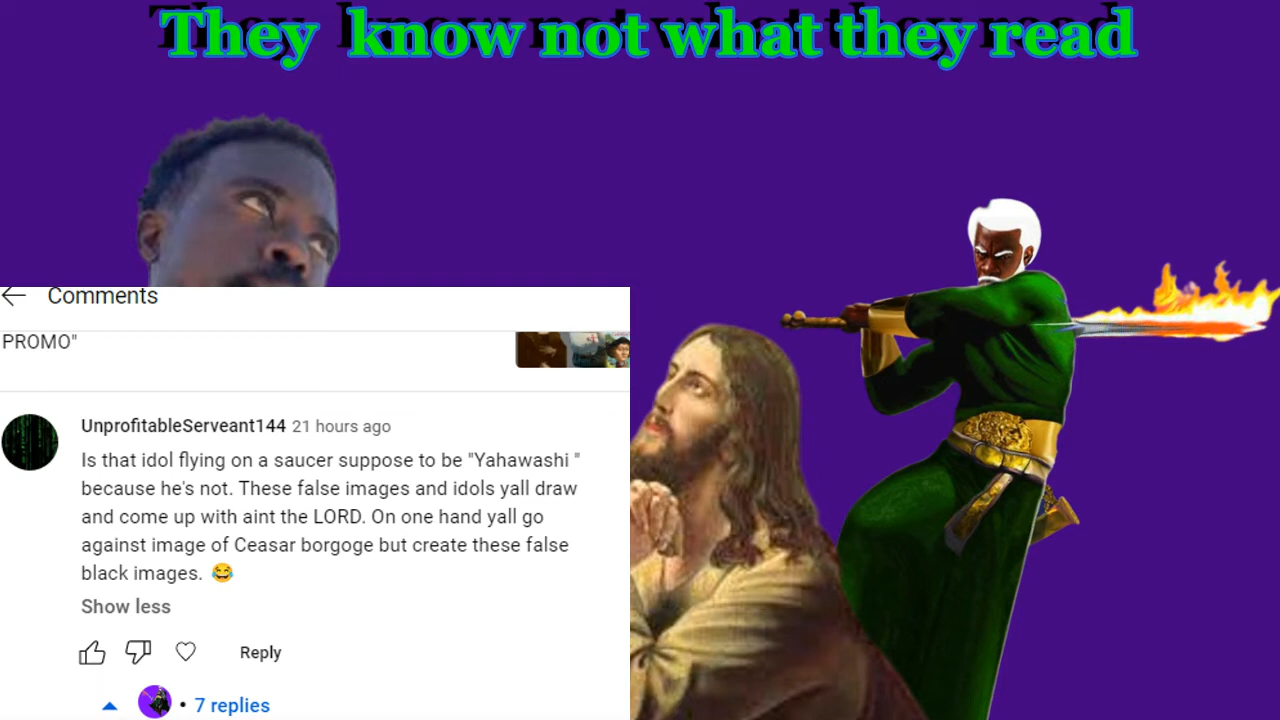 They know not what they read
Comments
PROMO"
UnprofitableServeant144 21 hours ago
Is that idol flying on a saucer suppose to be "Yahawashi "
because he's not. These false images and idols yall draw
and come up with aint the LORD. On one hand yall go
against image of Ceasar borgoge but create these false
black images. 😂
Show less
Reply
• 7 replies